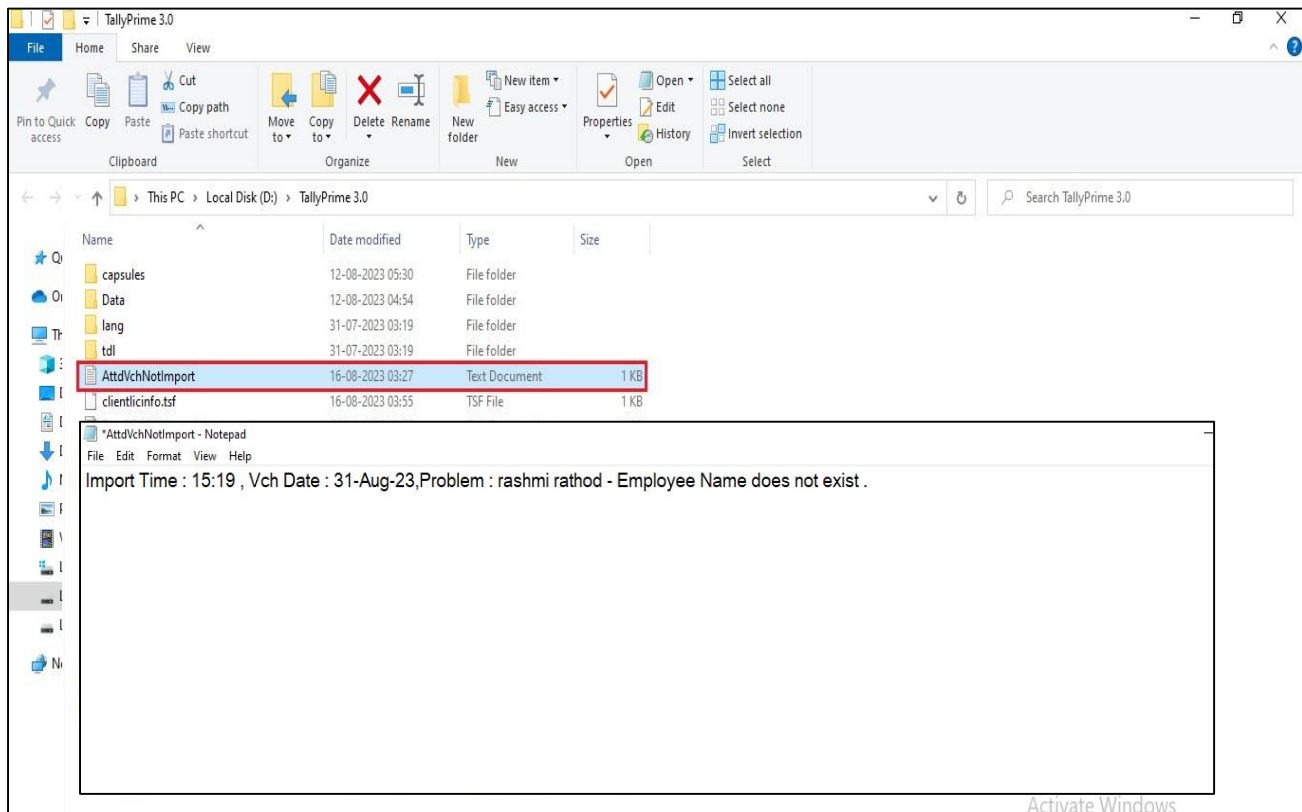 TallyPrime 3.0
File Home Share View
Pin to Quick access
Copy
Paste
Cut
Copy path
Paste shortcut
Clipboard
Move to
Copy to
Delete
Rename
Organize
New folder
New item
Easy access
New
Properties
Open
Edit
History
Open
Select all
Select none
Invert selection
Select
This PC > Local Disk (D:) > TallyPrime 3.0
Search TallyPrime 3.0
Name Date modified Type Size
capsules 12-08-2023 05:30 File folder
Data 12-08-2023 04:54 File folder
lang 31-07-2023 03:19 File folder
tdl 31-07-2023 03:19 File folder
AttdVchNotImport 16-08-2023 03:27 Text Document 1 KB
clientlicinfo.tsf 16-08-2023 03:55 TSF File 1 KB
*AttdVchNotImport - Notepad
File Edit Format View Help
Import Time : 15:19 , Vch Date : 31-Aug-23,Problem : rashmi rathod - Employee Name does not exist .
Activate Windows